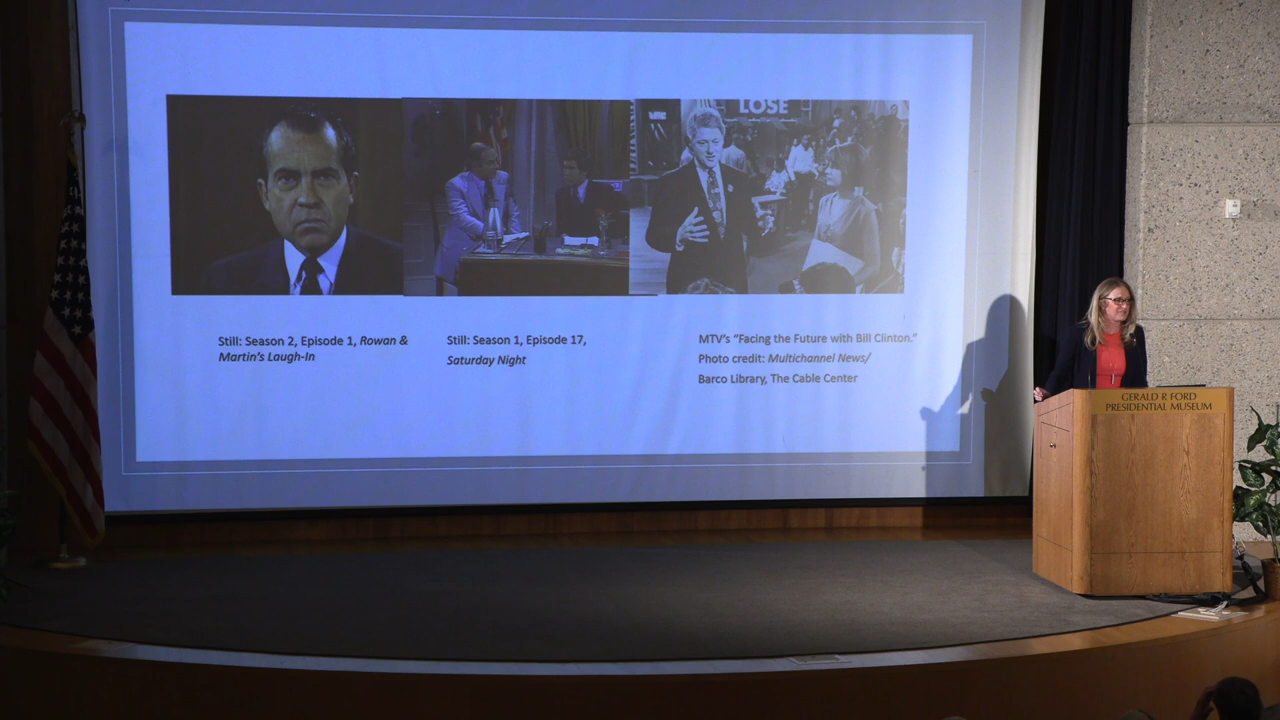 LOSE
Still: Season 2, Episode 1, Rowan &
Martin's Laugh-In
Still: Season 1, Episode 17,
Saturday Night
MTV's "Facing the Future with Bill Clinton."
Photo credit: Multichannel News/
Barco Library, The Cable Center
GERALD R FORD
PRESIDENTIAL MUSEUM